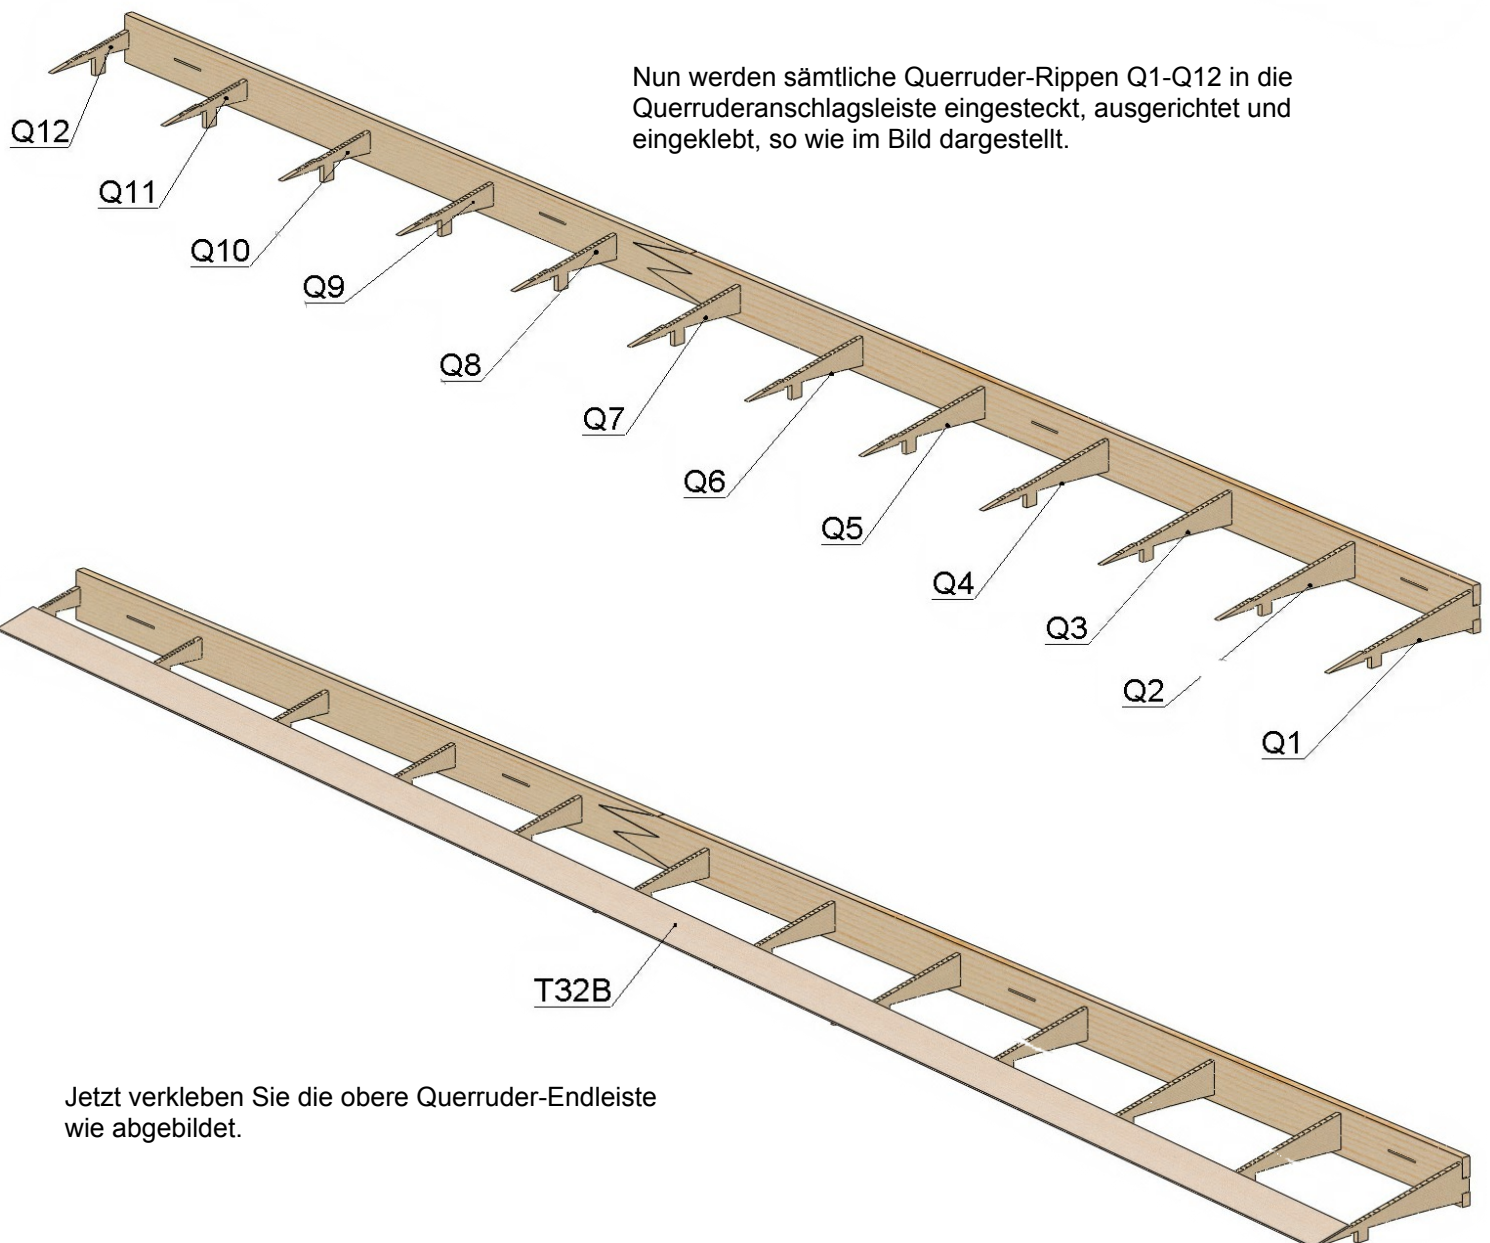 Nun werden sämtliche Querruder-Rippen Q1-Q12 in die
Querruderanschlagsleiste eingesteckt, ausgerichtet und
eingeklebt, so wie im Bild dargestellt.
Q12
Q11
Q10
Q9
Q8
Q7
Q6
Q5
Q4
Q3
Q2
Q1
T32B
Jetzt verkleben Sie die obere Querruder-Endleiste
wie abgebildet.